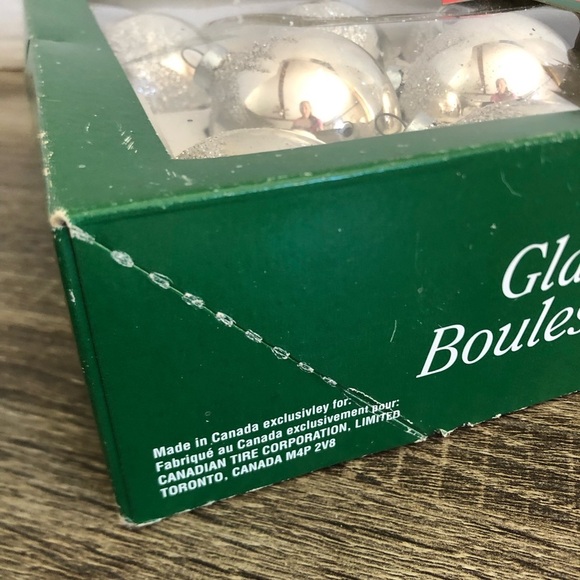 Gla
Boules
Made in Canada exclusivley for:
Fabriqué au Canada exclusivement pour:
CANADIAN TIRE CORPORATION, LIMITED
TORONTO, CANADA M4P 2V8